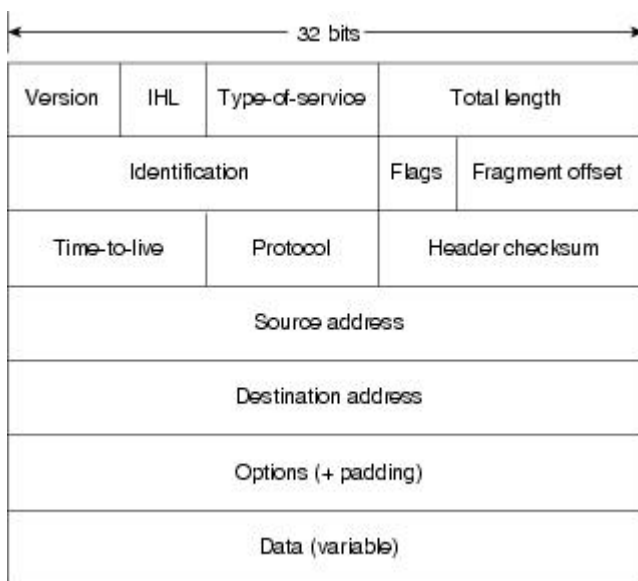 32 bits
Version IHL Type-of-service Total length
Identification Flags Fragment offset
Time-to-live Protocol Header checksum
Source address
Destination address
Options (+ padding)
Data (variable)